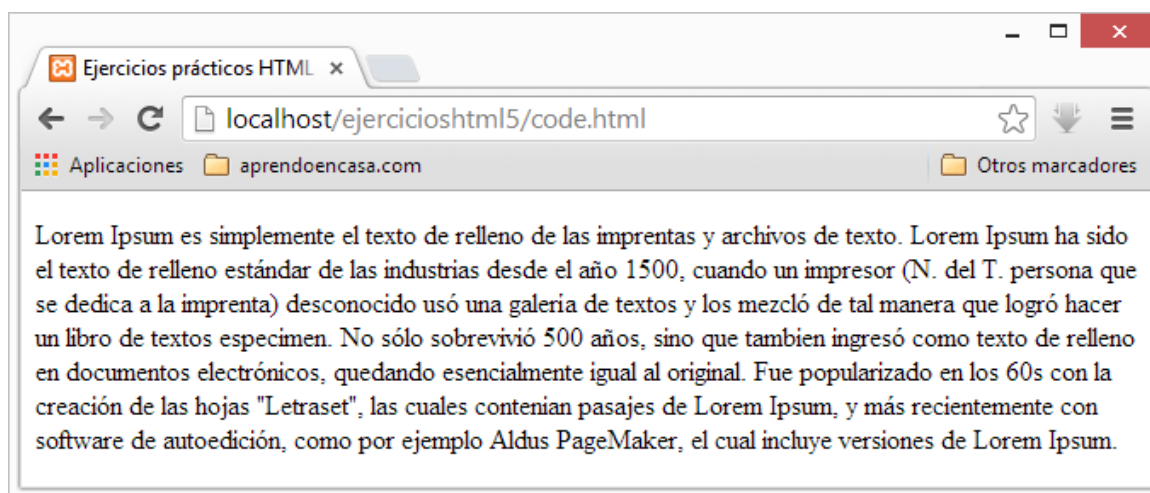 Ejercicios prácticos HTML
localhost/ejercicioshtml5/code.html
Aplicaciones aprendoencasa.com Otros marcadores
Lorem Ipsum es simplemente el texto de relleno de las imprentas y archivos de texto. Lorem Ipsum ha sido
el texto de relleno estándar de las industrias desde el año 1500, cuando un impresor (N. del T. persona que
se dedica a la imprenta) desconocido usó una galería de textos y los mezcló de tal manera que logró hacer
un libro de textos especimen. No sólo sobrevivió 500 años, sino que tambien ingresó como texto de relleno
en documentos electrónicos, quedando esencialmente igual al original. Fue popularizado en los 60s con la
creación de las hojas "Letraset", las cuales contenian pasajes de Lorem Ipsum, y más recientemente con
software de autoedición, como por ejemplo Aldus PageMaker, el cual incluye versiones de Lorem Ipsum.